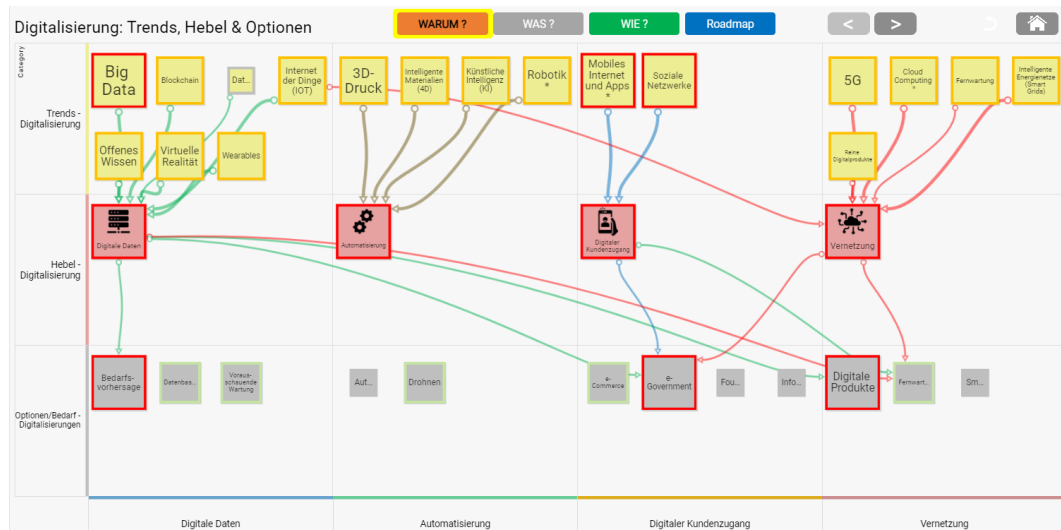 Digitalisierung: Trends, Hebel & Optionen
WARUM ?
WAS ?
WIE ?
Roadmap
<
>
Category
Trends -
Digitalisierung
Big
Data
Blockchain
Dat...
Internet
der Dinge
(IOT)
3D-
Druck
Intelligente
Materialien
(4D)
Künstliche
Intelligenz
(KI)
Robotik
*
Mobiles
Internet
und Apps
*
Soziale
Netzwerke
5G
Cloud
Computing
*
Fernwartung
Intelligente
Energienetze
(Smart
Grids)
Offenes
Wissen
Virtuelle
Realität
Wearables
Reine
Digitalprodukte
Hebel -
Digitalisierung
Digitale Daten
Automatisierung
Digitaler
Kundenzugang
Vernetzung
Optionen/Bedarf -
Digitalisierungen
Bedarfs-
vorhersage
Datenbas...
Voraus-
schauende
Wartung
Aut...
Drohnen
e-
Commerce
e-
Government
Fou...
Info...
Digitale
Produkte
Fernwart...
Sm...
Digitale Daten
Automatisierung
Digitaler Kundenzugang
Vernetzung